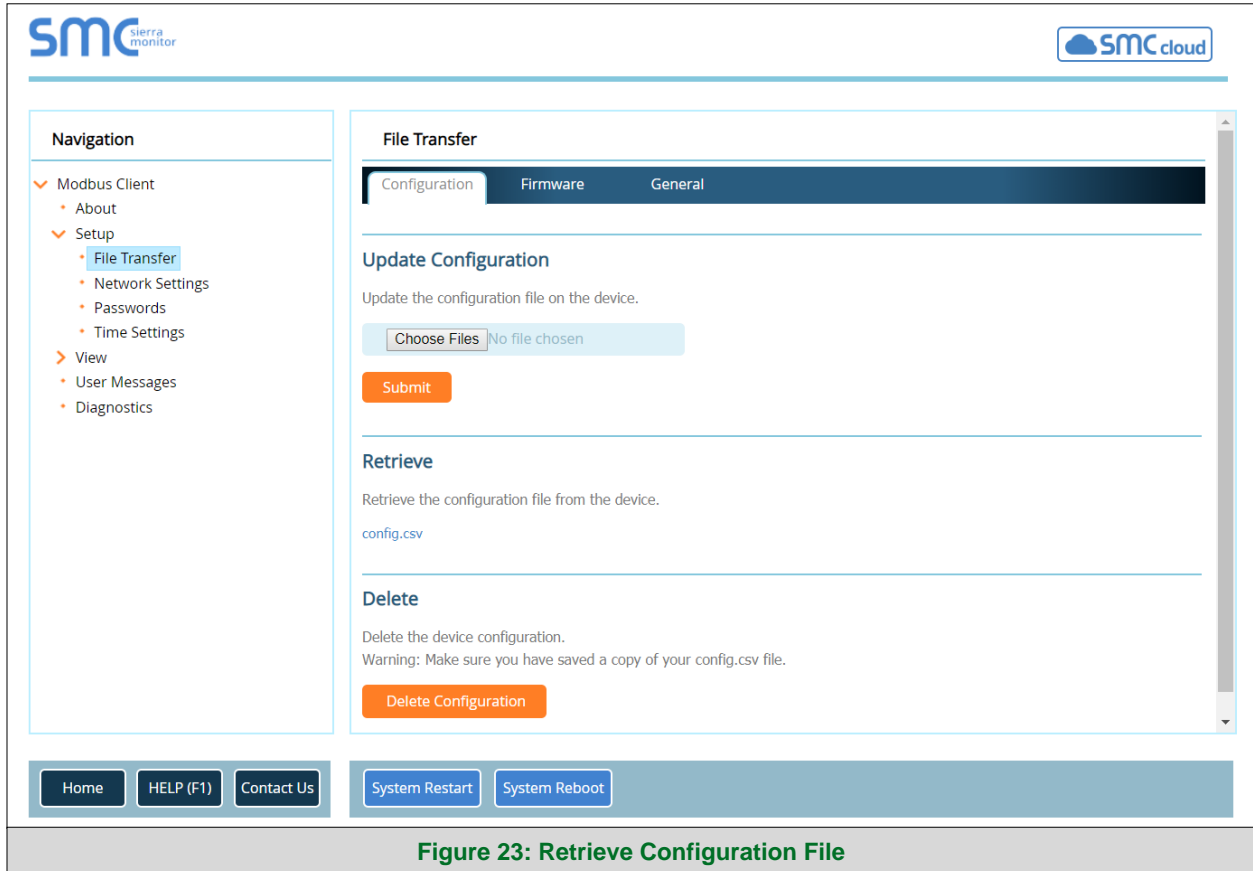 SMC sierra monitor
SMC cloud
Navigation
Modbus Client
About
Setup
File Transfer
Network Settings
Passwords
Time Settings
View
User Messages
Diagnostics
File Transfer
Configuration Firmware General
Update Configuration
Update the configuration file on the device.
Choose Files No file chosen
Submit
Retrieve
Retrieve the configuration file from the device.
config.csv
Delete
Delete the device configuration.
Warning: Make sure you have saved a copy of your config.csv file.
Delete Configuration
Home HELP (F1) Contact Us System Restart System Reboot
Figure 23: Retrieve Configuration File